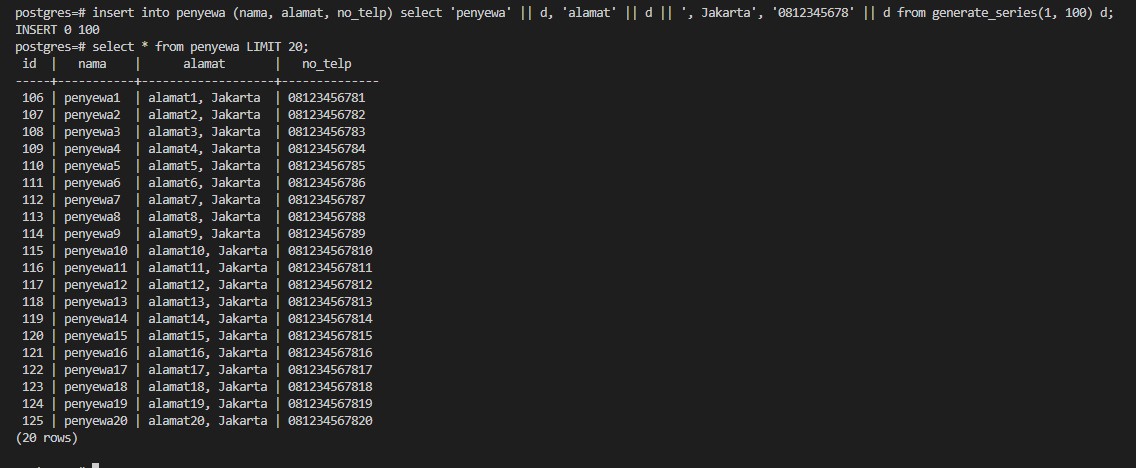 postgres=# insert into penyewa (nama, alamat, no_telp) select 'penyewa' || d, 'alamat' || d || ', Jakarta', '0812345678' || d from generate_series(1, 100) d;
INSERT 0 100
postgres=# select * from penyewa LIMIT 20;
 id  |   nama    |      alamat       |   no_telp
-----+-----------+-------------------+--------------
 106 | penyewa1  | alamat1, Jakarta  | 08123456781
 107 | penyewa2  | alamat2, Jakarta  | 08123456782
 108 | penyewa3  | alamat3, Jakarta  | 08123456783
 109 | penyewa4  | alamat4, Jakarta  | 08123456784
 110 | penyewa5  | alamat5, Jakarta  | 08123456785
 111 | penyewa6  | alamat6, Jakarta  | 08123456786
 112 | penyewa7  | alamat7, Jakarta  | 08123456787
 113 | penyewa8  | alamat8, Jakarta  | 08123456788
 114 | penyewa9  | alamat9, Jakarta  | 08123456789
 115 | penyewa10 | alamat10, Jakarta | 081234567810
 116 | penyewa11 | alamat11, Jakarta | 081234567811
 117 | penyewa12 | alamat12, Jakarta | 081234567812
 118 | penyewa13 | alamat13, Jakarta | 081234567813
 119 | penyewa14 | alamat14, Jakarta | 081234567814
 120 | penyewa15 | alamat15, Jakarta | 081234567815
 121 | penyewa16 | alamat16, Jakarta | 081234567816
 122 | penyewa17 | alamat17, Jakarta | 081234567817
 123 | penyewa18 | alamat18, Jakarta | 081234567818
 124 | penyewa19 | alamat19, Jakarta | 081234567819
 125 | penyewa20 | alamat20, Jakarta | 081234567820
(20 rows)